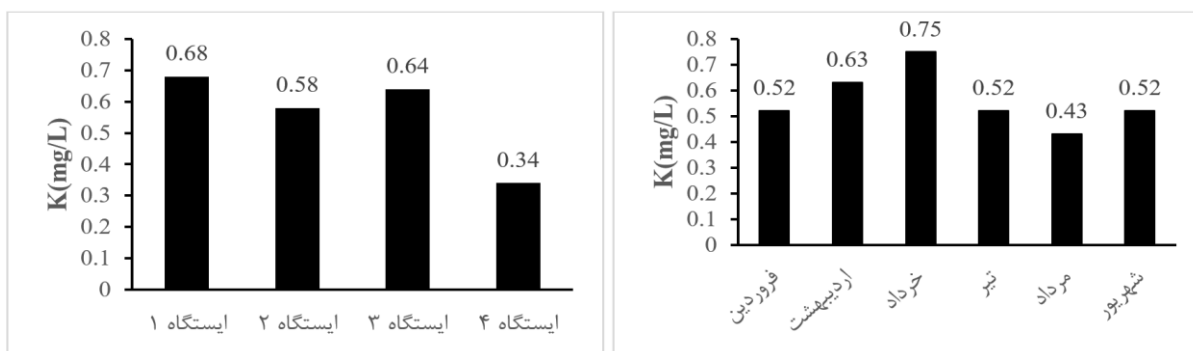 K(mg/L)
0.8
0.7
0.6
0.5
0.4
0.3
0.2
0.1
0
0.68
0.58
0.64
0.34
ایستگاه ۱
ایستگاه ۲
ایستگاه ۳
ایستگاه ۴
K(mg/L)
0.8
0.7
0.6
0.5
0.4
0.3
0.2
0.1
0
0.52
0.63
0.75
0.52
0.43
0.52
فروردین
اردیبهشت
خرداد
تیر
مرداد
شهریور